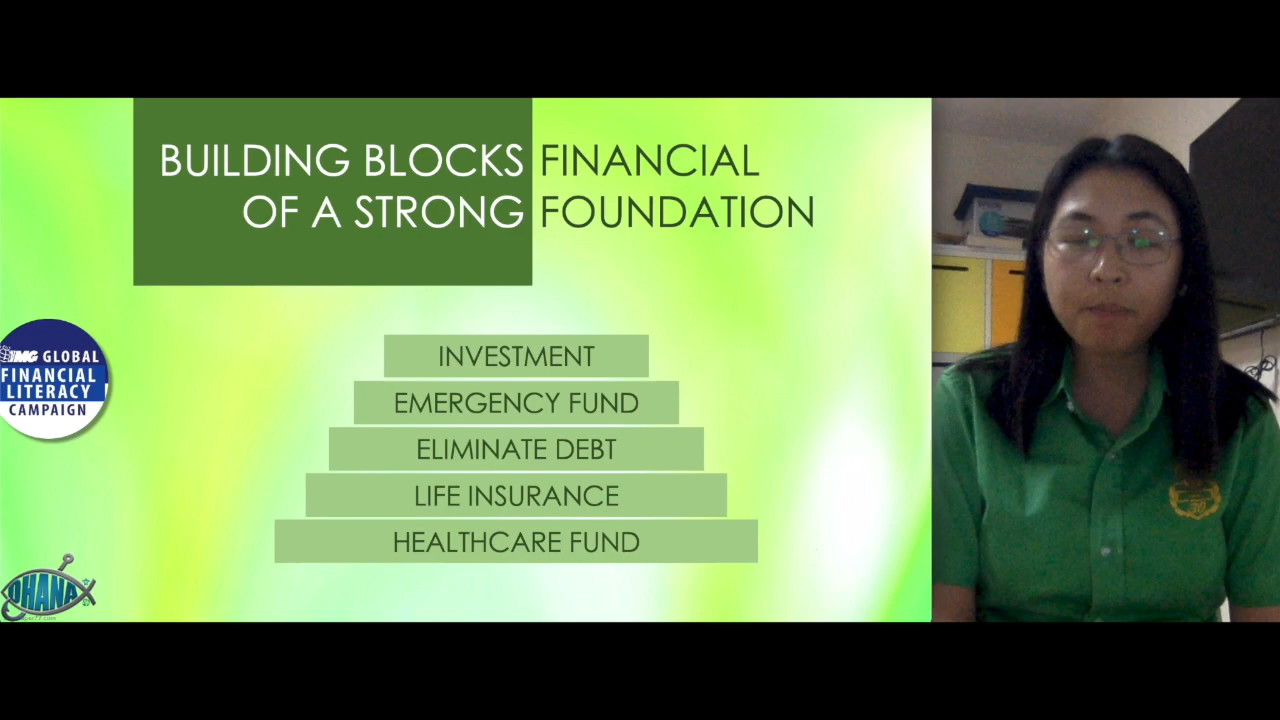 BUILDING BLOCKS FINANCIAL
OF A STRONG FOUNDATION
INVESTMENT
EMERGENCY FUND
ELIMINATE DEBT
LIFE INSURANCE
HEALTHCARE FUND
IMG GLOBAL
FINANCIAL
LITERACY
CAMPAIGN
OHANA
30